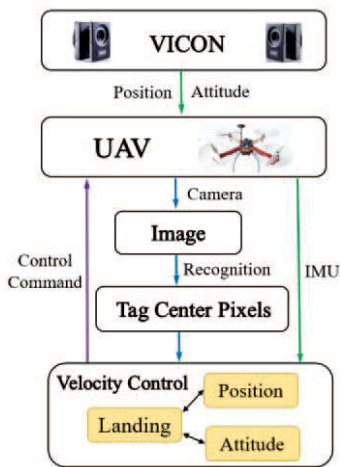 VICON
Position Attitude
UAV
Camera
Image
Control
Command
Recognition
IMU
Tag Center Pixels
Velocity Control
Position
Landing
Attitude